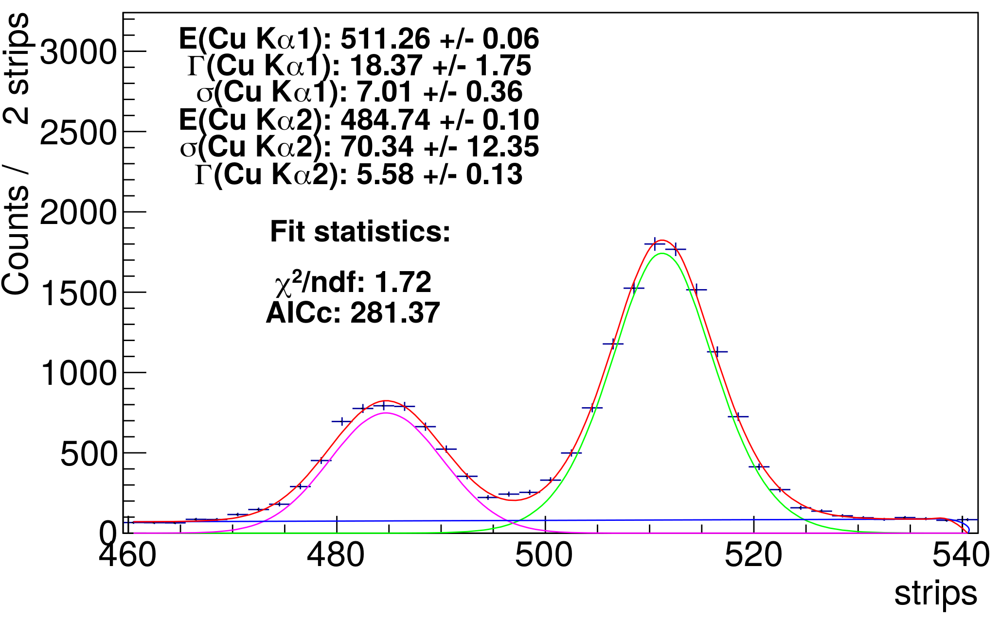 E(Cu Kα1): 511.26 +/- 0.06
Γ(Cu Kα1): 18.37 +/- 1.75
σ(Cu Kα1): 7.01 +/- 0.36
E(Cu Kα2): 484.74 +/- 0.10
σ(Cu Kα2): 70.34 +/- 12.35
Γ(Cu Kα2): 5.58 +/- 0.13
Fit statistics:
χ²/ndf: 1.72
AICc: 281.37
Counts / 2 strips
3000
2500
2000
1500
1000
500
0
460 480 500 520 540
strips